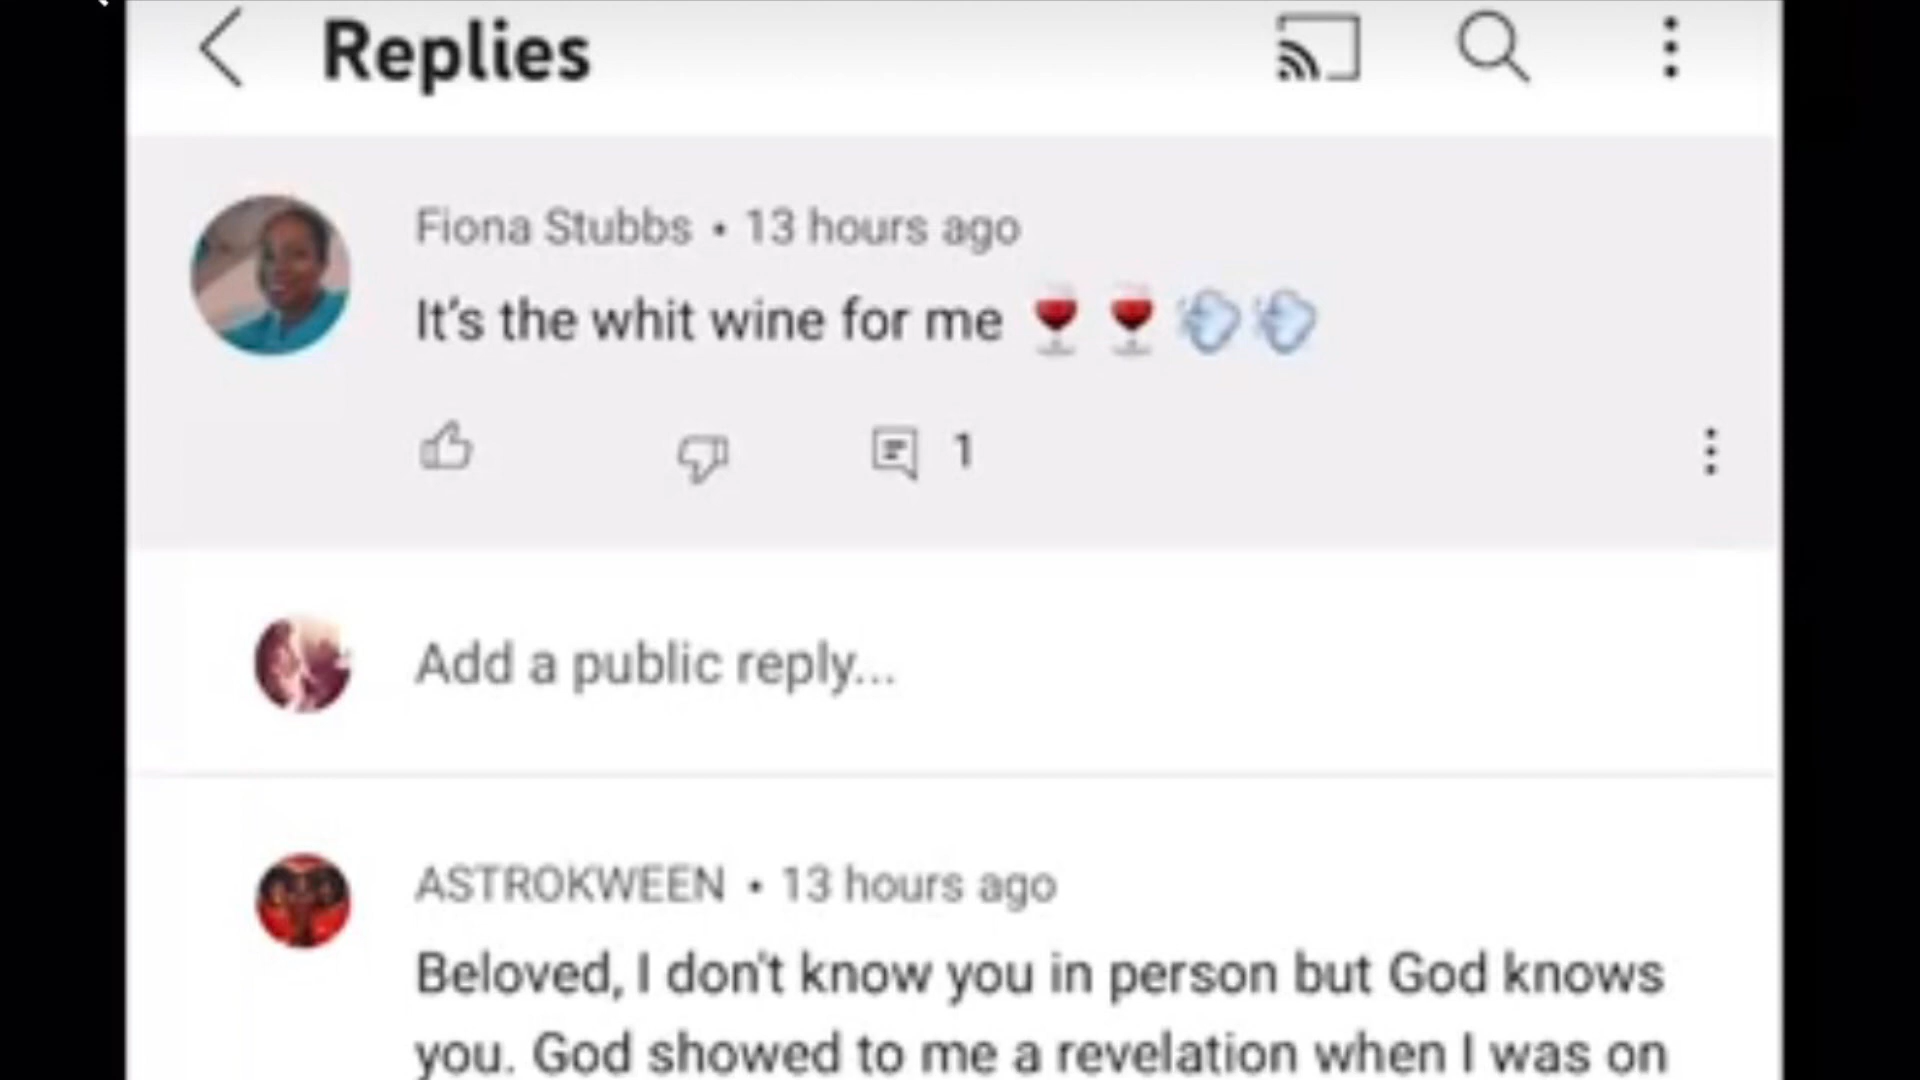 Replies
Fiona Stubbs • 13 hours ago
It's the whit wine for me 🍷🍷💨💨
1
Add a public reply...
ASTROKWEEN • 13 hours ago
Beloved, I don't know you in person but God knows
you. God showed to me a revelation when I was on